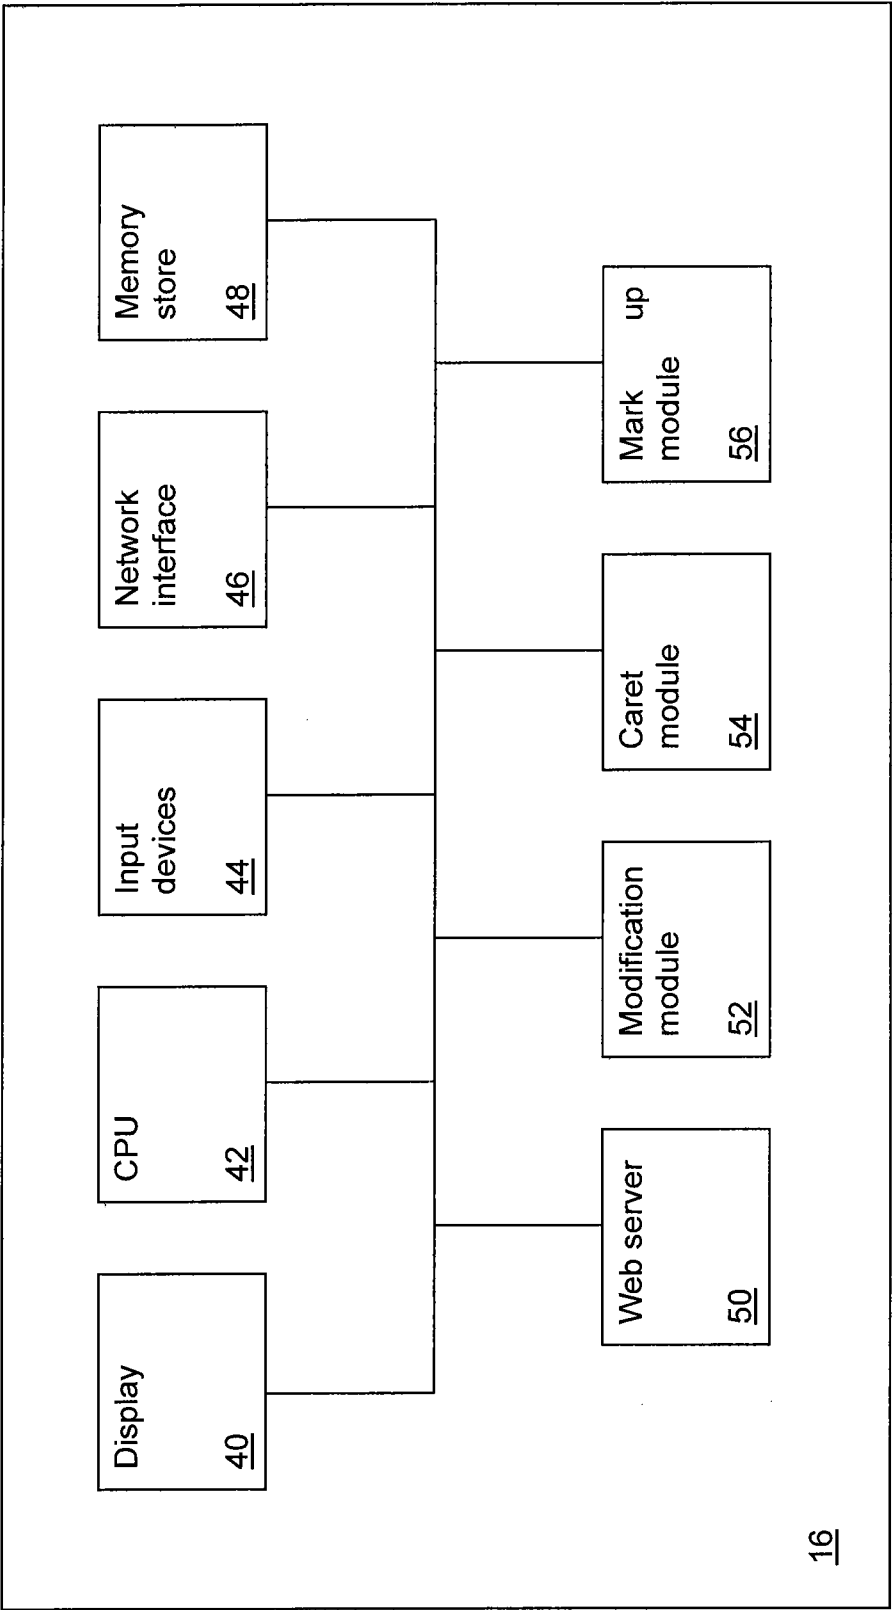 Display
40
CPU
42
Input
devices
44
Network
interface
46
Memory
store
48
Web server
50
Modification
module
52
Caret
module
54
Mark up
module
56
16